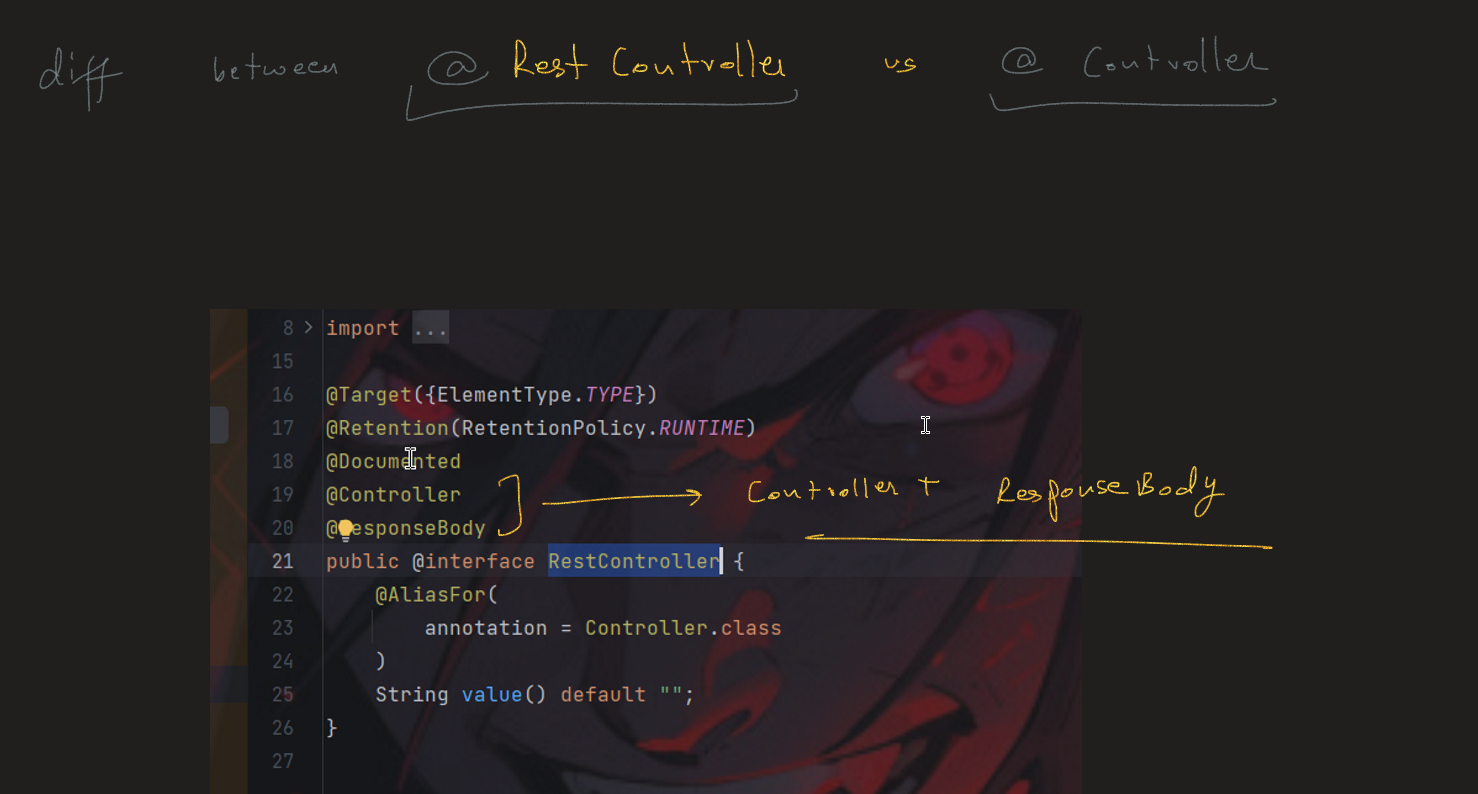 diff between @ Rest Controller vs @ Controller
8 > import ...
15
16 @Target({ElementType.TYPE})
17 @Retention(RetentionPolicy.RUNTIME)
18 @Documented
19 @Controller Controller + ResponseBody
20 @ResponseBody
21 public @interface RestController {
22 @AliasFor(
23 annotation = Controller.class
24 )
25 String value() default "";
26 }
27